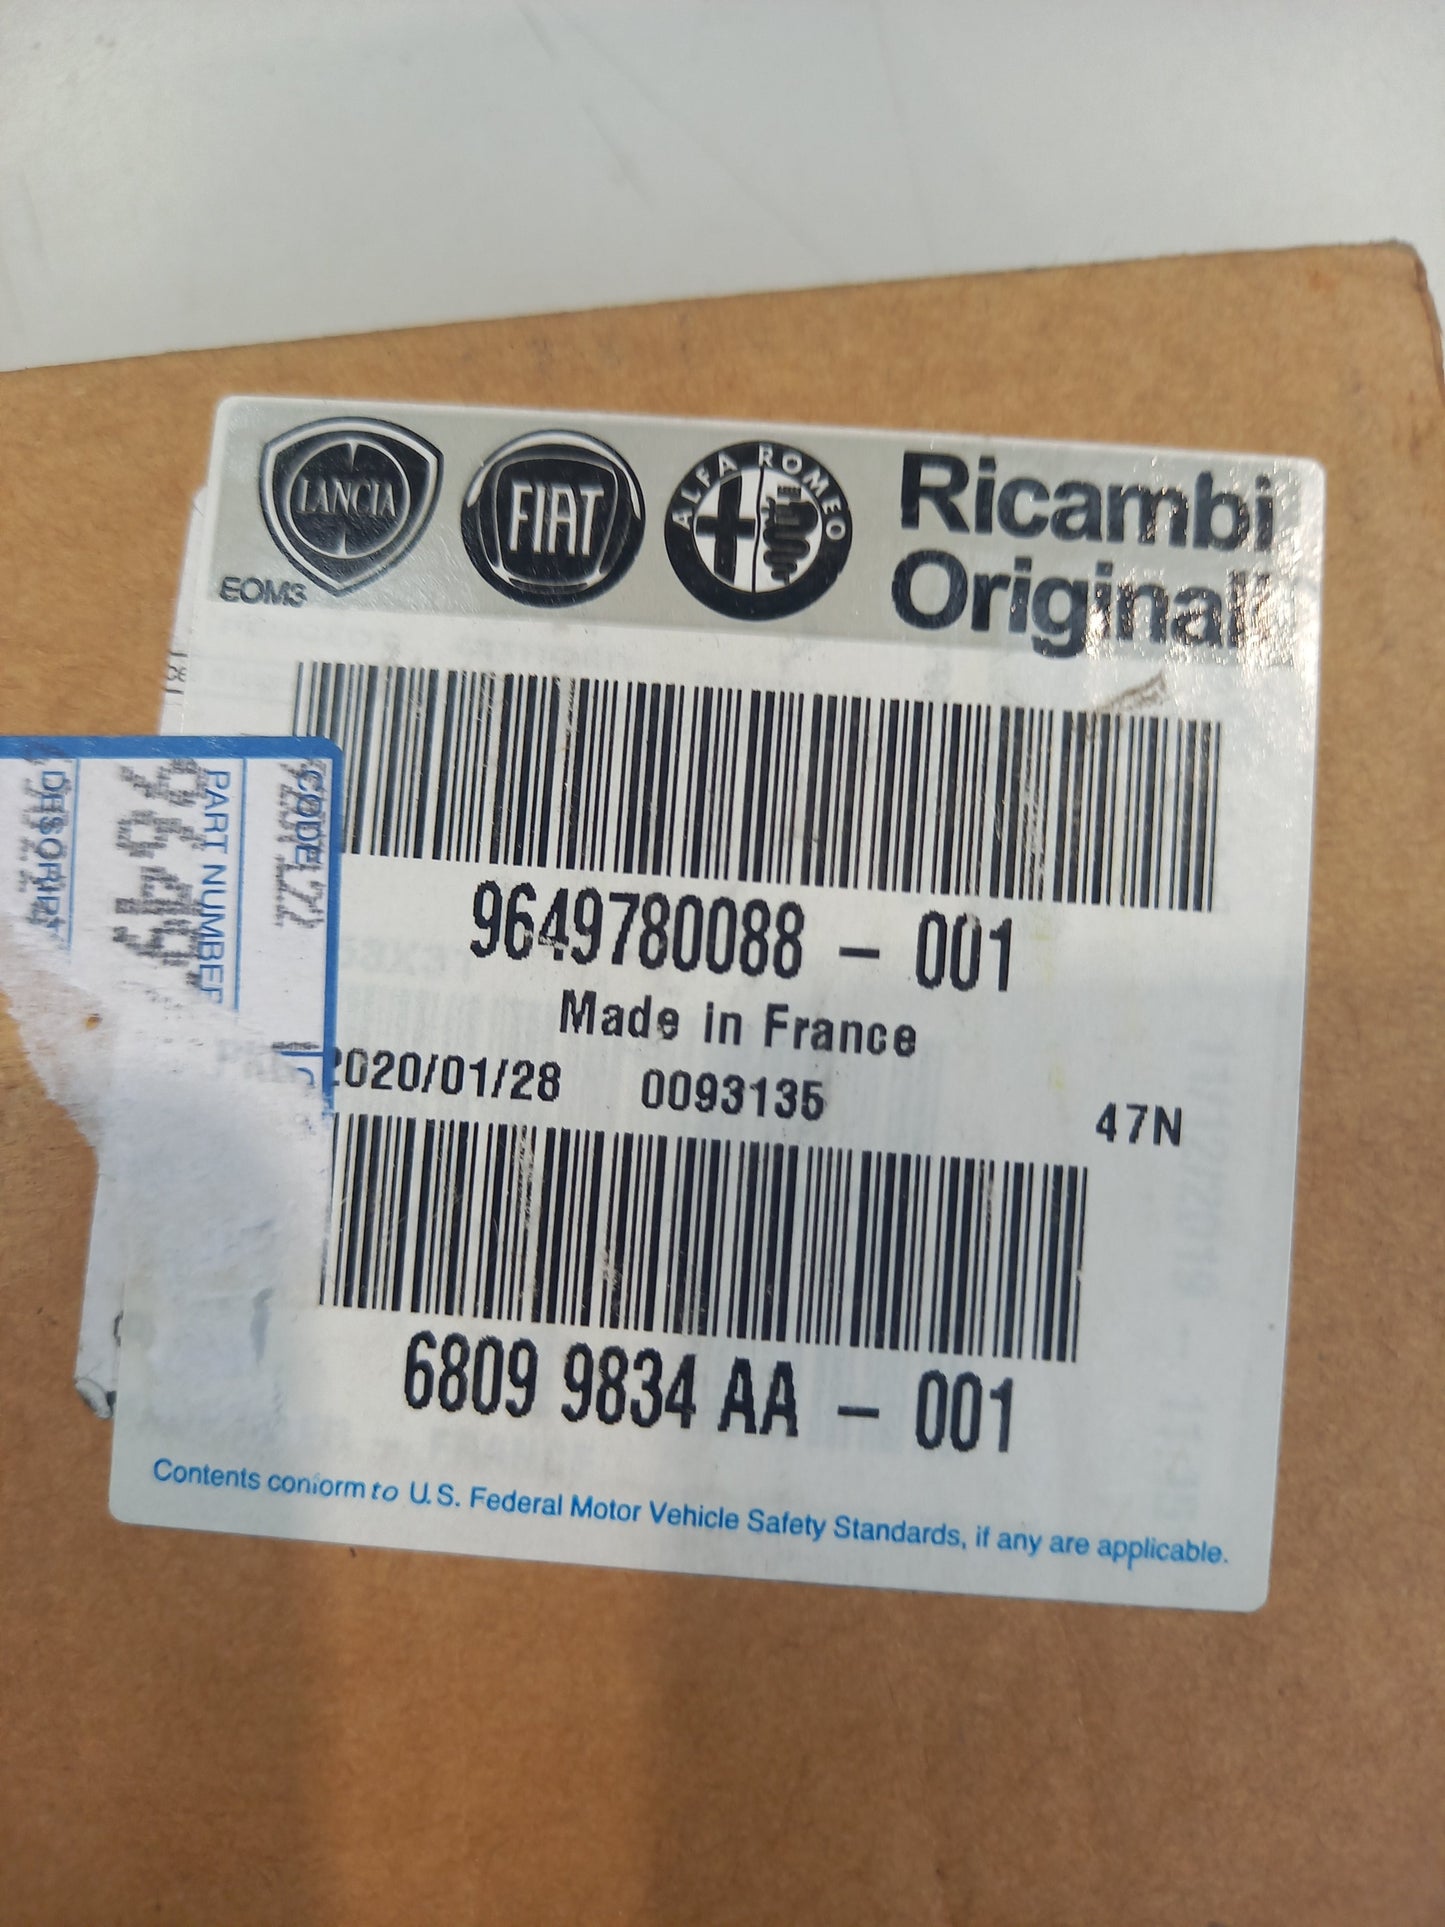 LANCIA
FIAT
ALFA ROMEO
Ricambi
Originali
EOM3
9649780088 - 001
Made in France
2020/01/28 0093135
47N
6809 9834 AA - 001
Contents conform to U.S. Federal Motor Vehicle Safety Standards, if any are applicable.
CODE
PART NUMBER